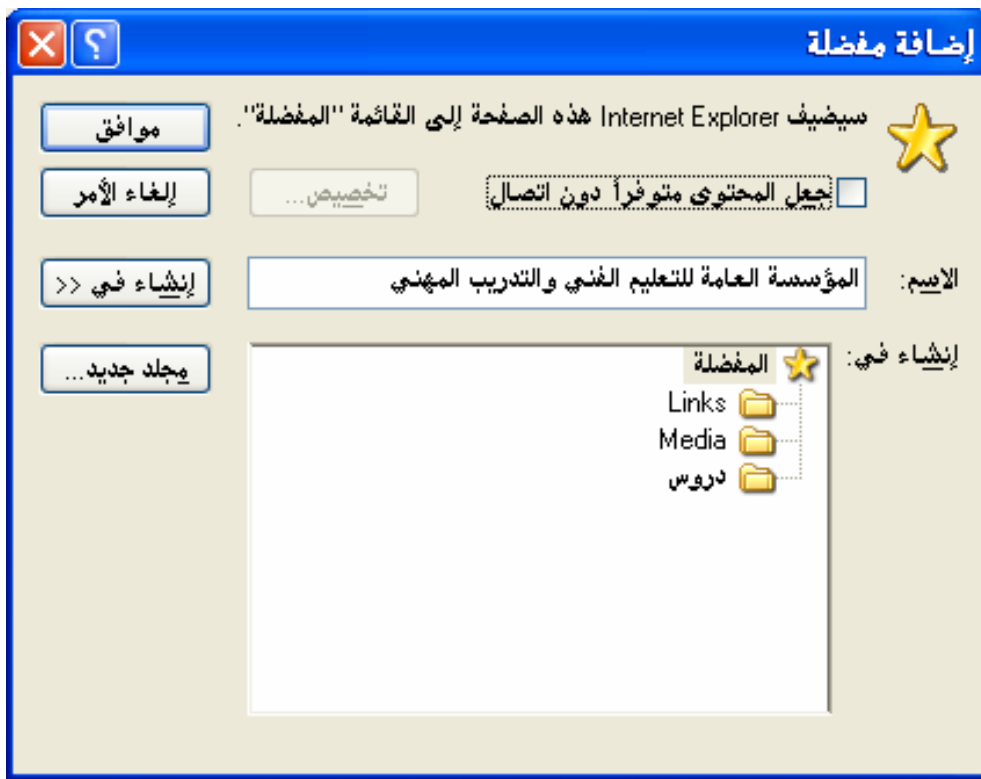 إضافة مفضلة
سيضيف Internet Explorer هذه الصفحة إلى القائمة "المفضلة".
موافق
جعل المحتوى متوفراً دون اتصال
تخصيص...
إلغاء الأمر
الاسم:
المؤسسة العامة للتعليم الفني والتدريب المهني
إنشاء في >>
إنشاء في:
المفضلة
Links
Media
دروس
مجلد جديد...